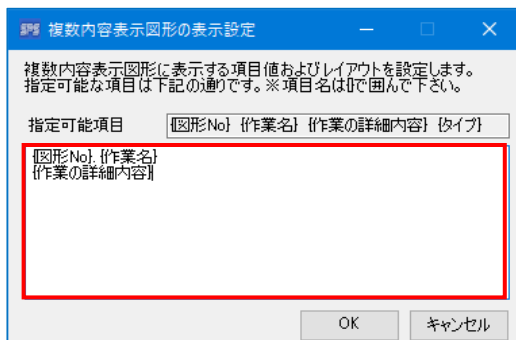 SPS 複数内容表示図形の表示設定
複数内容表示図形に表示する項目値およびレイアウトを設定します。
指定可能な項目は下記の通りです。※項目名は{}で囲んで下さい。
指定可能項目 {図形No} {作業名} {作業の詳細内容} {タイプ}
{図形No}. {作業名}
{作業の詳細内容}
OK キャンセル